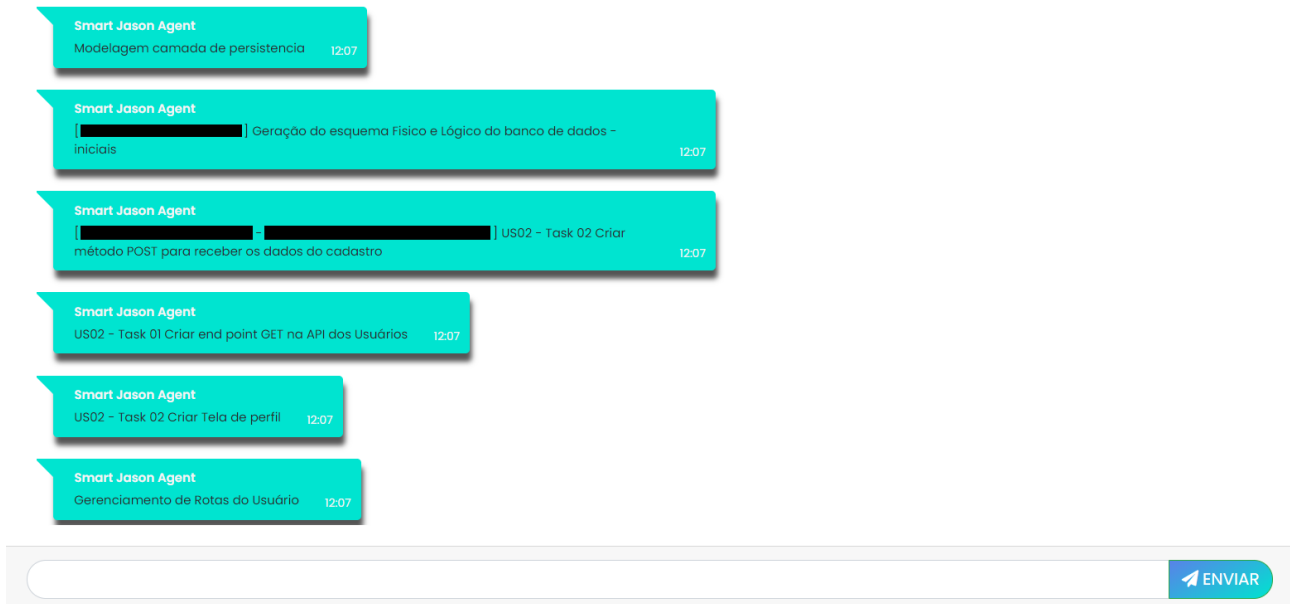 Smart Jason Agent
Modelagem camada de persistencia 12:07
Smart Jason Agent
[ ] Geração do esquema Físico e Lógico do banco de dados -
iniciais 12:07
Smart Jason Agent
[ - ] US02 - Task 02 Criar
método POST para receber os dados do cadastro 12:07
Smart Jason Agent
US02 - Task 01 Criar end point GET na API dos Usuários 12:07
Smart Jason Agent
US02 - Task 02 Criar Tela de perfil 12:07
Smart Jason Agent
Gerenciamento de Rotas do Usuário 12:07
ENVIAR